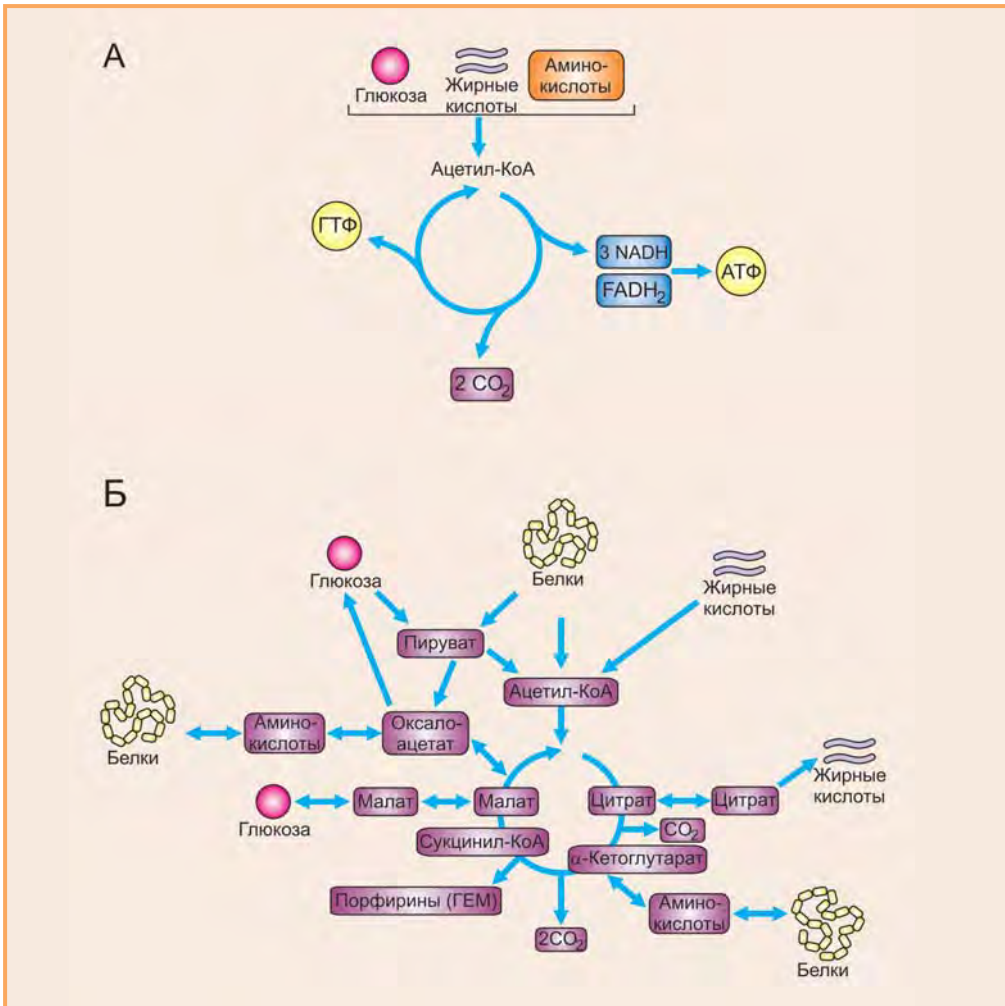 А
Глюкоза
Жирные
кислоты
Амино-
кислоты
Ацетил-КоА
ГТФ
3 NADH
FADH2
АТФ
2 CO2
Б
Глюкоза
Белки
Жирные
кислоты
Пируват
Ацетил-КоА
Белки
Амино-
кислоты
Оксало-
ацетат
Глюкоза
Малат
Малат
Цитрат
Цитрат
Жирные
кислоты
Сукцинил-КоА
CO2
α-Кетоглутарат
Порфирины (ГЕМ)
2CO2
Амино-
кислоты
Белки